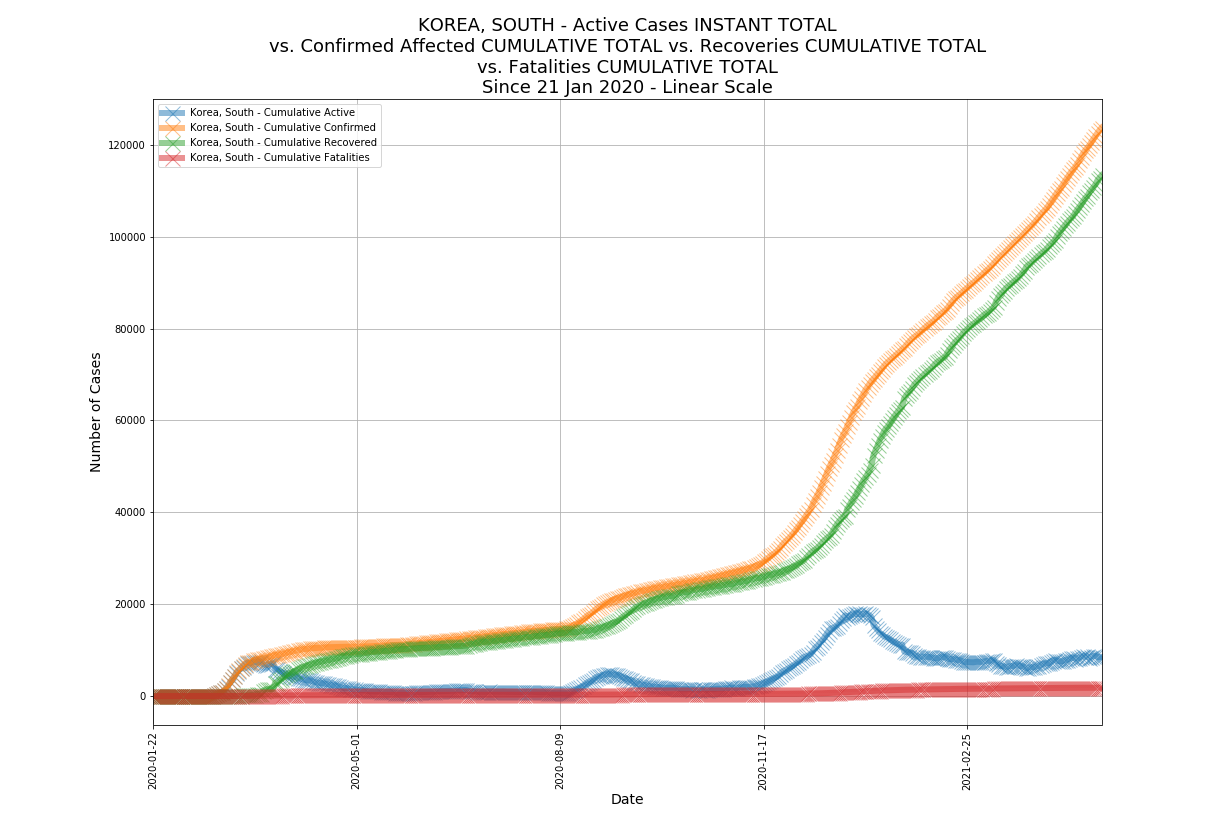 KOREA, SOUTH - Active Cases INSTANT TOTAL
vs. Confirmed Affected CUMULATIVE TOTAL vs. Recoveries CUMULATIVE TOTAL
vs. Fatalities CUMULATIVE TOTAL
Since 21 Jan 2020 - Linear Scale
Korea, South - Cumulative Active
Korea, South - Cumulative Confirmed
Korea, South - Cumulative Recovered
Korea, South - Cumulative Fatalities
Number of Cases
120000
100000
80000
60000
40000
20000
0
2020-01-22
2020-05-01
2020-08-09
2020-11-17
2021-02-25
Date